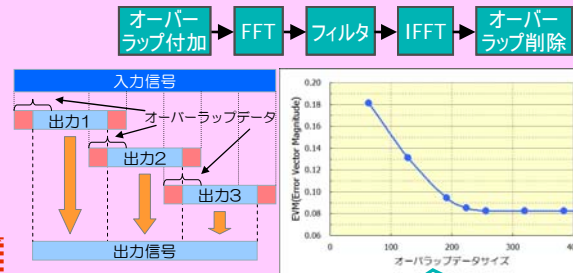 オーバー
ラップ付加
FFT
フィルタ
IFFT
オーバー
ラップ削除
入力信号
出力1
オーバーラップデータ
出力2
出力3
出力信号
EVM(Error Vector Magnitude)
0.20
0.18
0.16
0.14
0.12
0.10
0.08
0.06
0
100
200
300
オーバラップデータサイズ